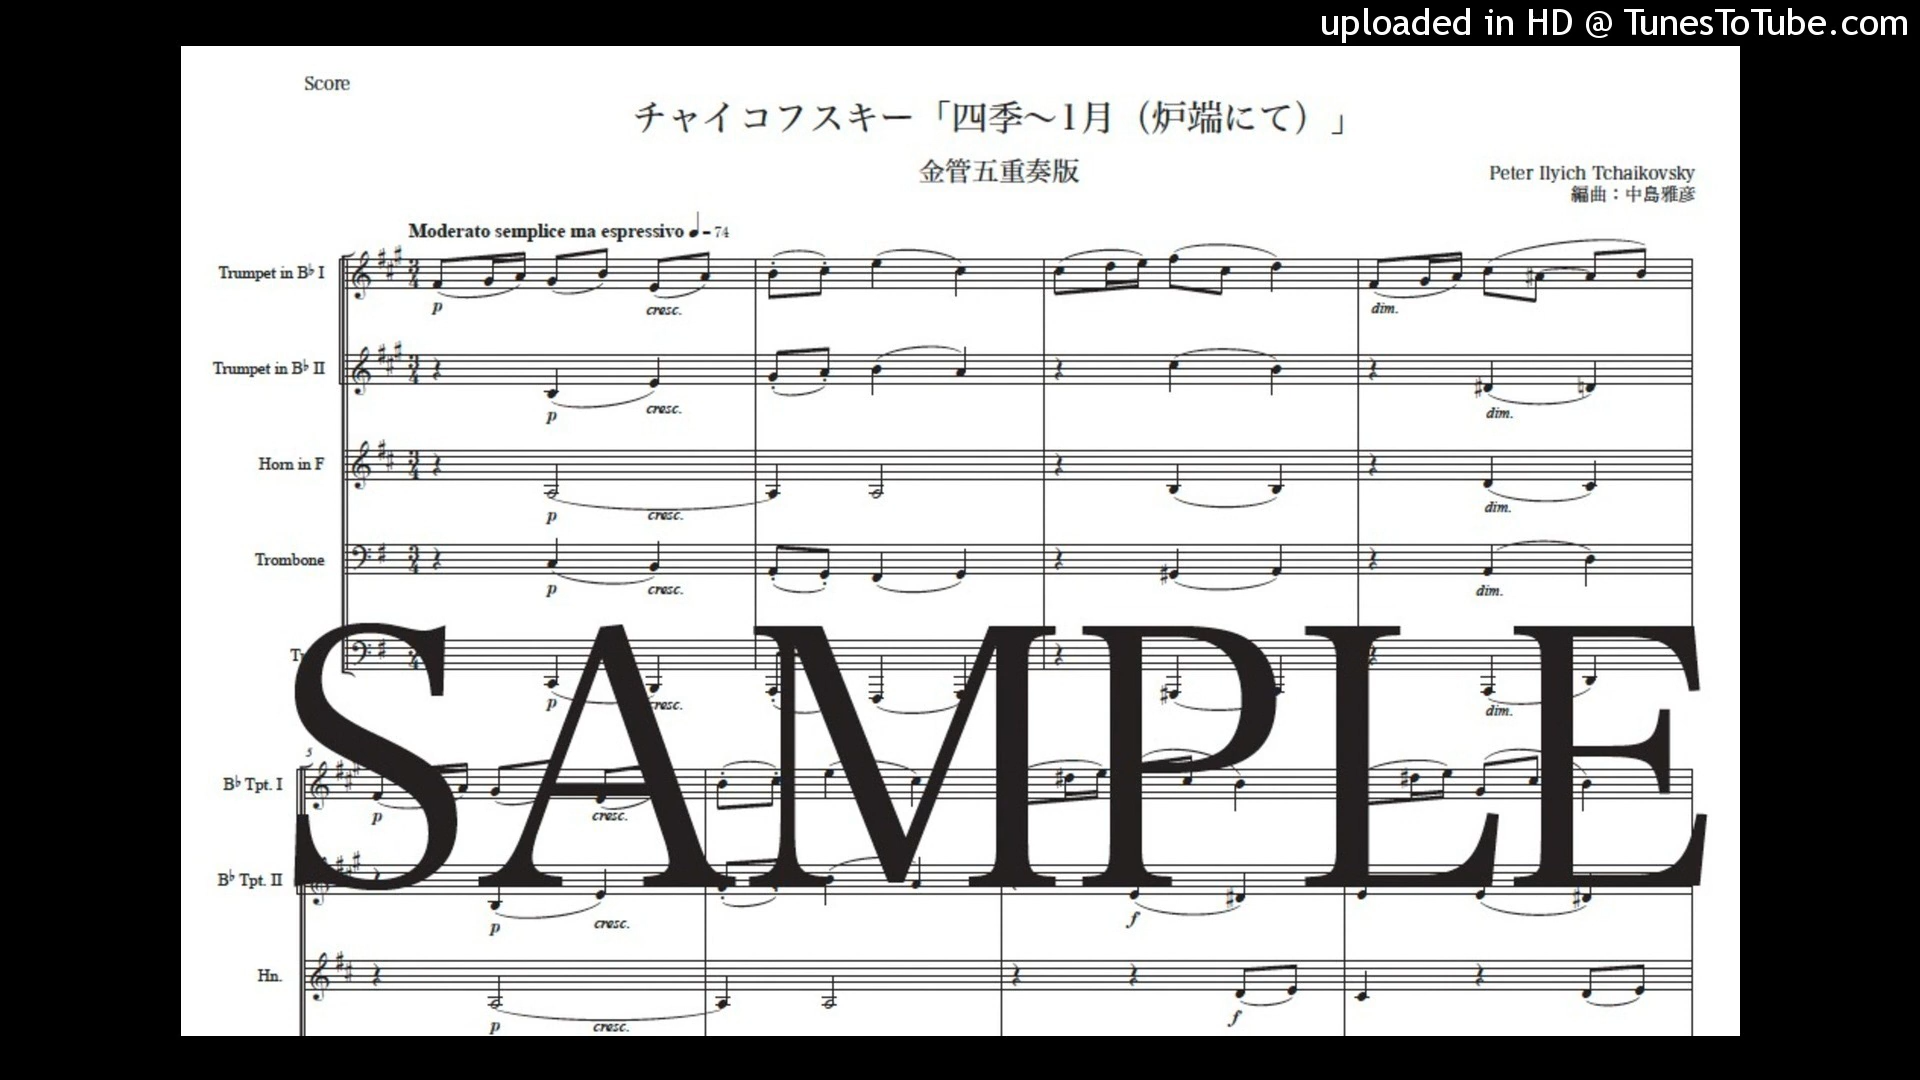 uploaded in HD @ TunesToTube.com
Score
チャイコフスキー「四季～1月（炉端にて）」
金管五重奏版
Peter Ilyich Tchaikovsky
編曲：中島雅彦
Moderato semplice ma espressivo ♩= 74
Trumpet in B♭ I
p
cresc.
dim.
Trumpet in B♭ II
p
cresc.
dim.
Horn in F
p
cresc.
dim.
Trombone
p
cresc.
dim.
p
cresc.
dim.
SAMPLE
5
B♭ Tpt. I
p
cresc.
B♭ Tpt. II
p
cresc.
f
Hn.
p
cresc.
f